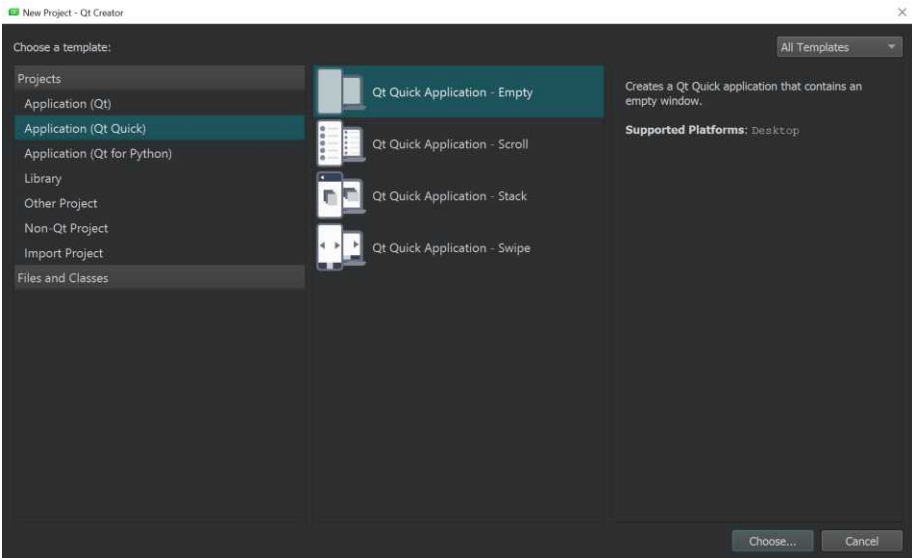 New Project - Qt Creator
Choose a template:
All Templates
Projects
Application (Qt)
Application (Qt Quick)
Application (Qt for Python)
Library
Other Project
Non-Qt Project
Import Project
Files and Classes
Qt Quick Application - Empty
Qt Quick Application - Scroll
Qt Quick Application - Stack
Qt Quick Application - Swipe
Creates a Qt Quick application that contains an
empty window.
Supported Platforms: Desktop
Choose...
Cancel